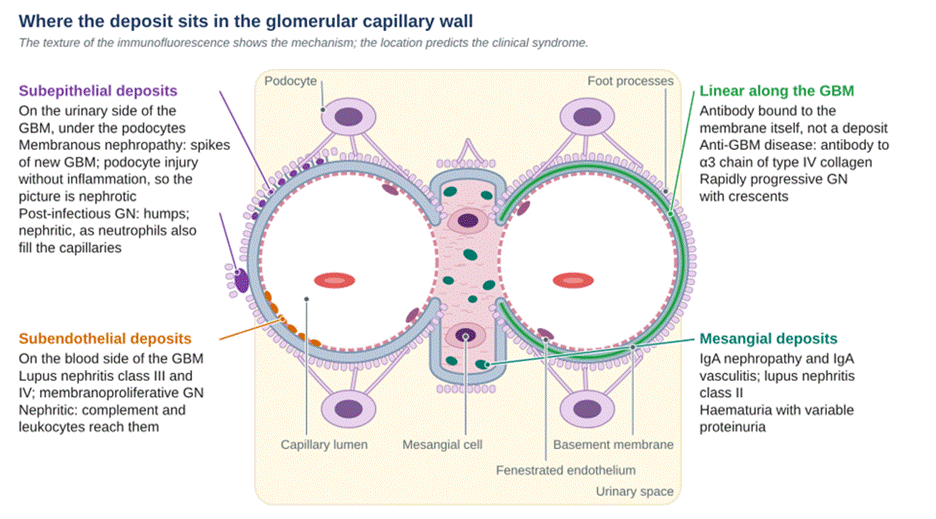 Where the deposit sits in the glomerular capillary wall
The texture of the immunofluorescence shows the mechanism; the location predicts the clinical syndrome.
Podocyte
Foot processes
Subepithelial deposits
On the urinary side of the
GBM, under the podocytes
Membranous nephropathy: spikes
of new GBM; podocyte injury
without inflammation, so the
picture is nephrotic
Post-infectious GN: humps;
nephritic, as neutrophils also
fill the capillaries
Linear along the GBM
Antibody bound to the
membrane itself, not a deposit
Anti-GBM disease: antibody to
α3 chain of type IV collagen
Rapidly progressive GN
with crescents
Subendothelial deposits
On the blood side of the GBM
Lupus nephritis class III and
IV; membranoproliferative GN
Nephritic: complement and
leukocytes reach them
Mesangial deposits
IgA nephropathy and IgA
vasculitis; lupus nephritis
class II
Haematuria with variable
proteinuria
Capillary lumen
Mesangial cell
Basement membrane
Fenestrated endothelium
Urinary space